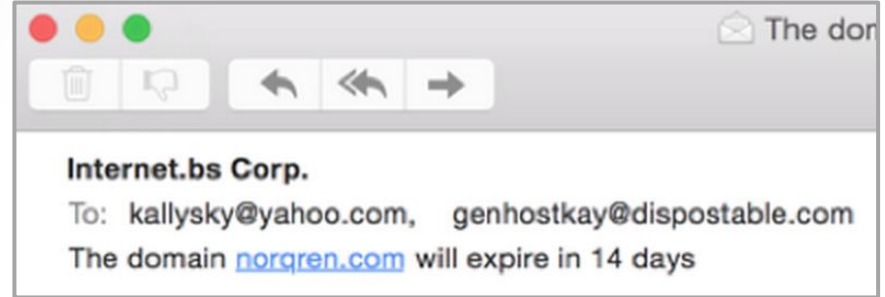 The dor
Internet.bs Corp.
To: kallysky@yahoo.com, genhostkay@dispostable.com
The domain norqren.com will expire in 14 days